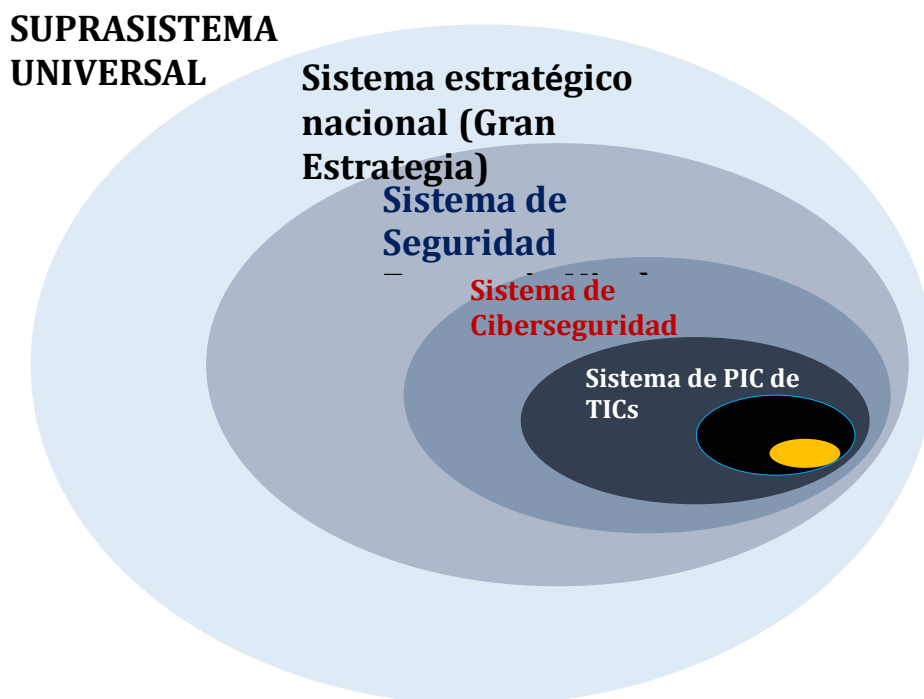 SUPRASISTEMA
UNIVERSAL
Sistema estratégico
nacional (Gran
Estrategia)
Sistema de
Seguridad
Sistema de
Ciberseguridad
Sistema de PIC de
TICs